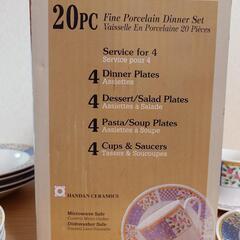 20PC Fine Porcelain Dinner Set
Vaisselle En Porcelaine 20 Pièces
Service for 4
Service pour 4
4 Dinner Plates
Assiettes
4 Dessert/Salad Plates
Assiettes à Salade
4 Pasta/Soup Plates
Assiettes à Soupe
4 Cups & Saucers
Tasses & Soucoupes
HANDAN CERAMICS
Microwave Safe
Dishwasher Safe